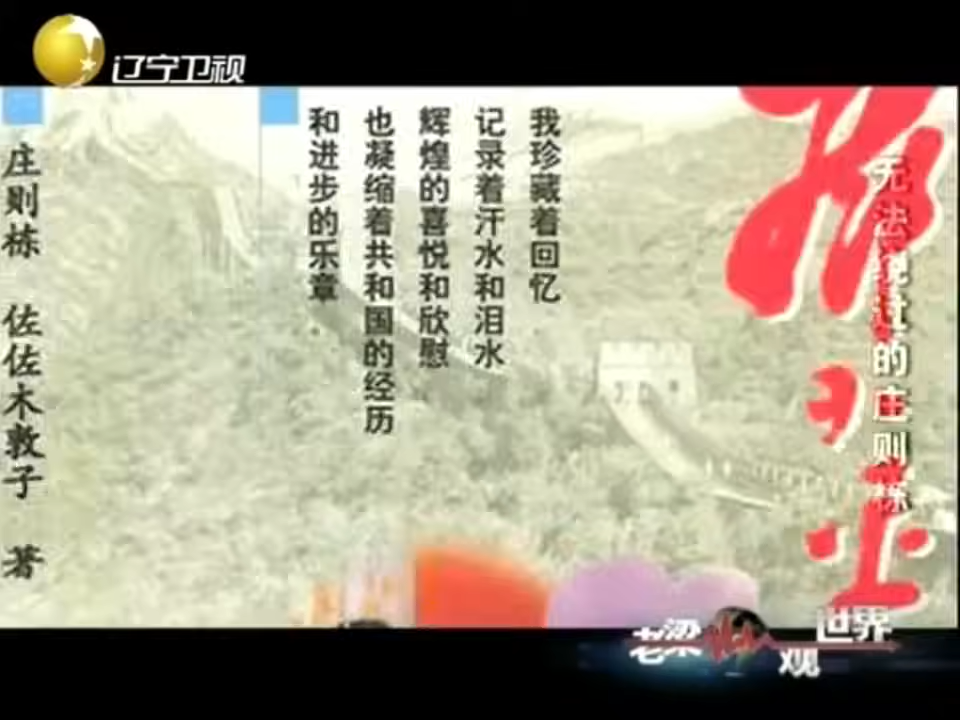 辽宁卫视
无法绕过的庄则栋
我珍藏着回忆
记录着汗水和泪水
辉煌的喜悦和欣慰
也凝缩着共和国的经历
和进步的乐章
庄则栋 佐佐木敦子 著
老梁
观
世界